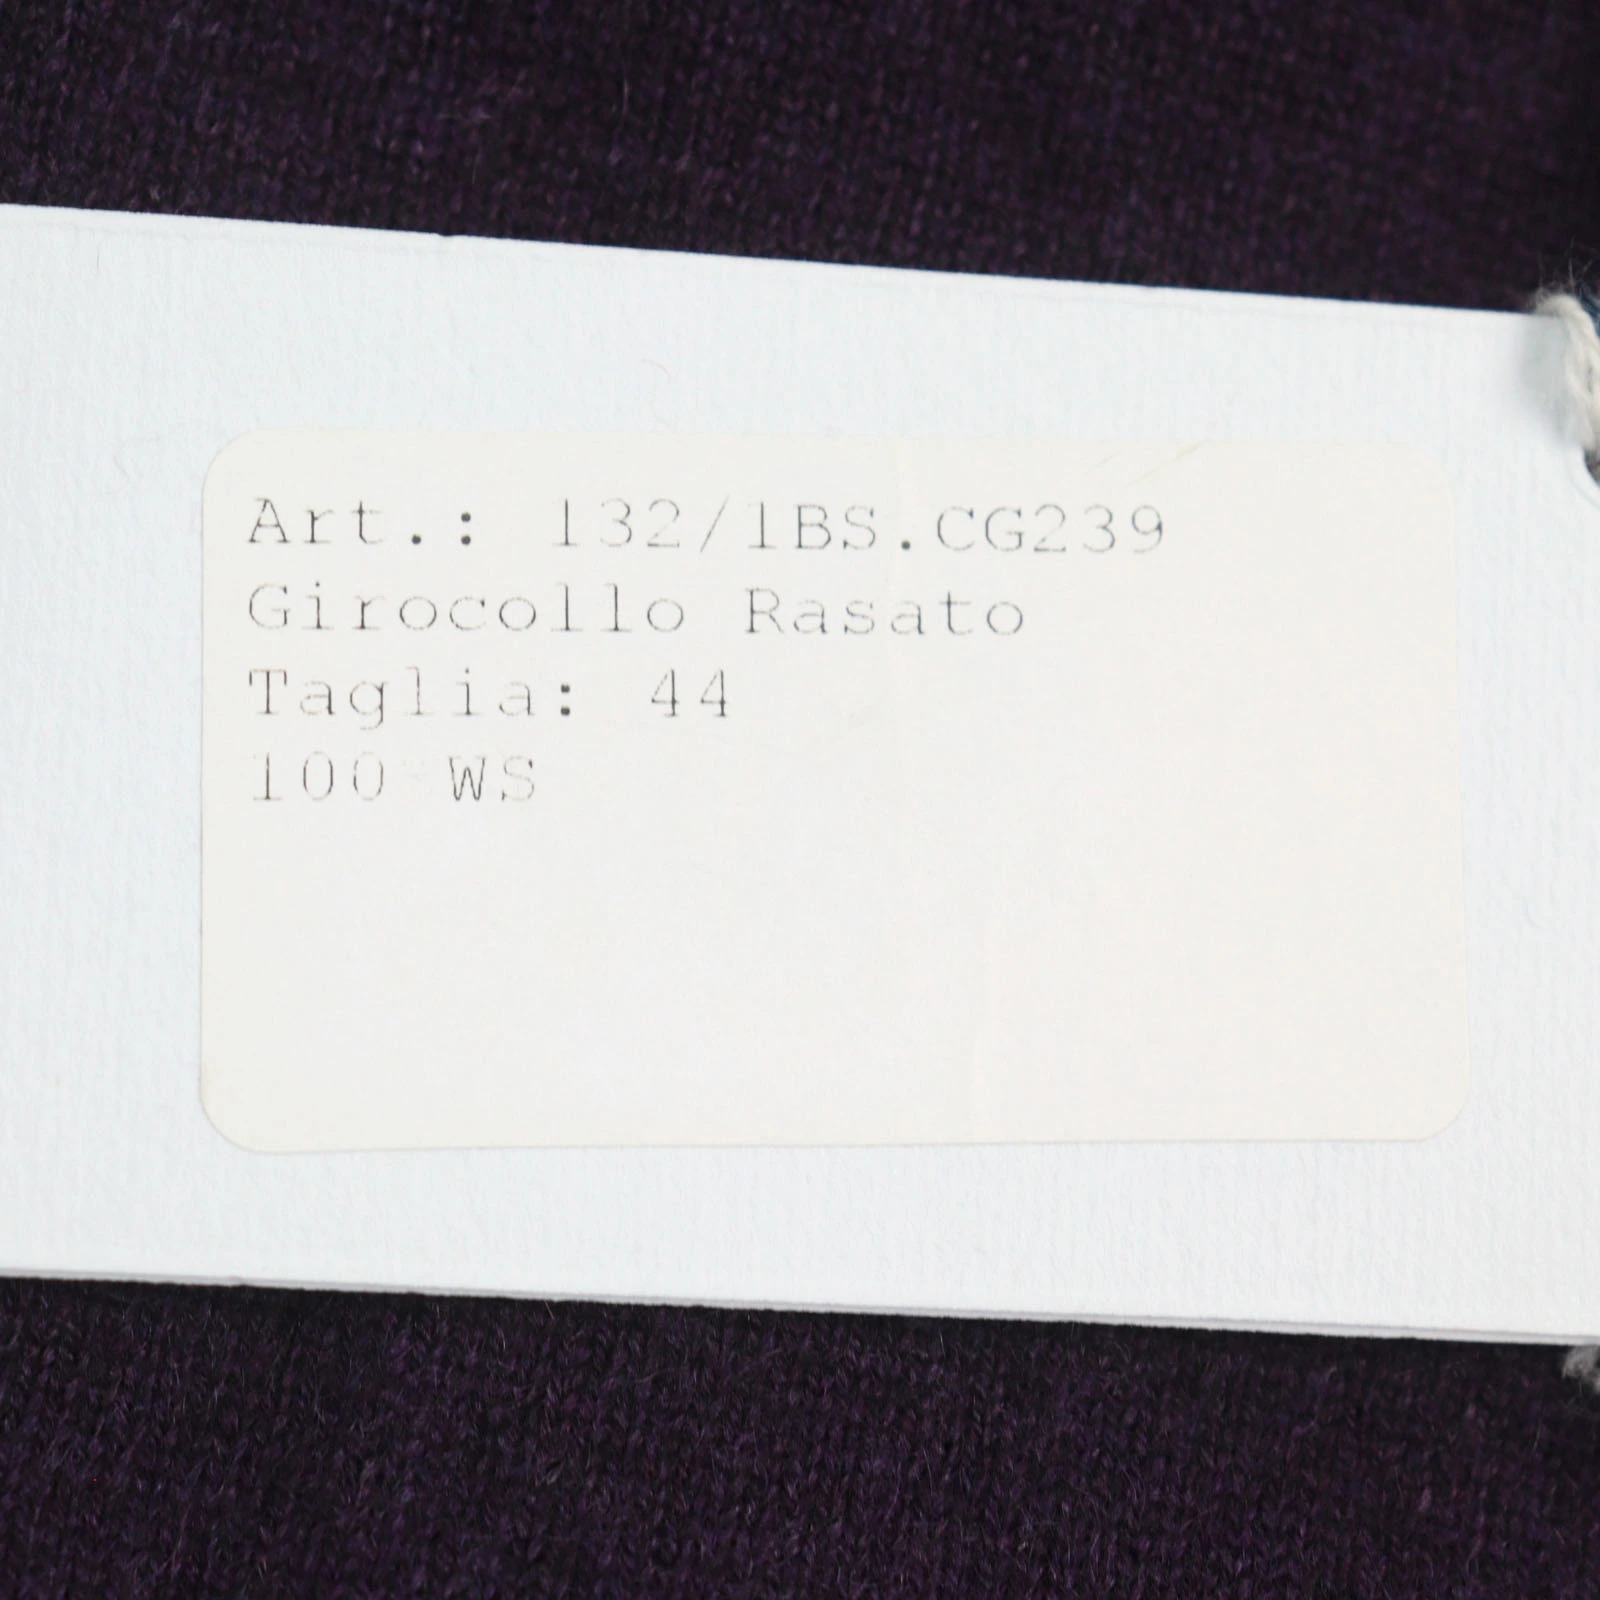 Art.: 132/1BS.CG239
Girocollo Rasato
Taglia: 44
100 WS